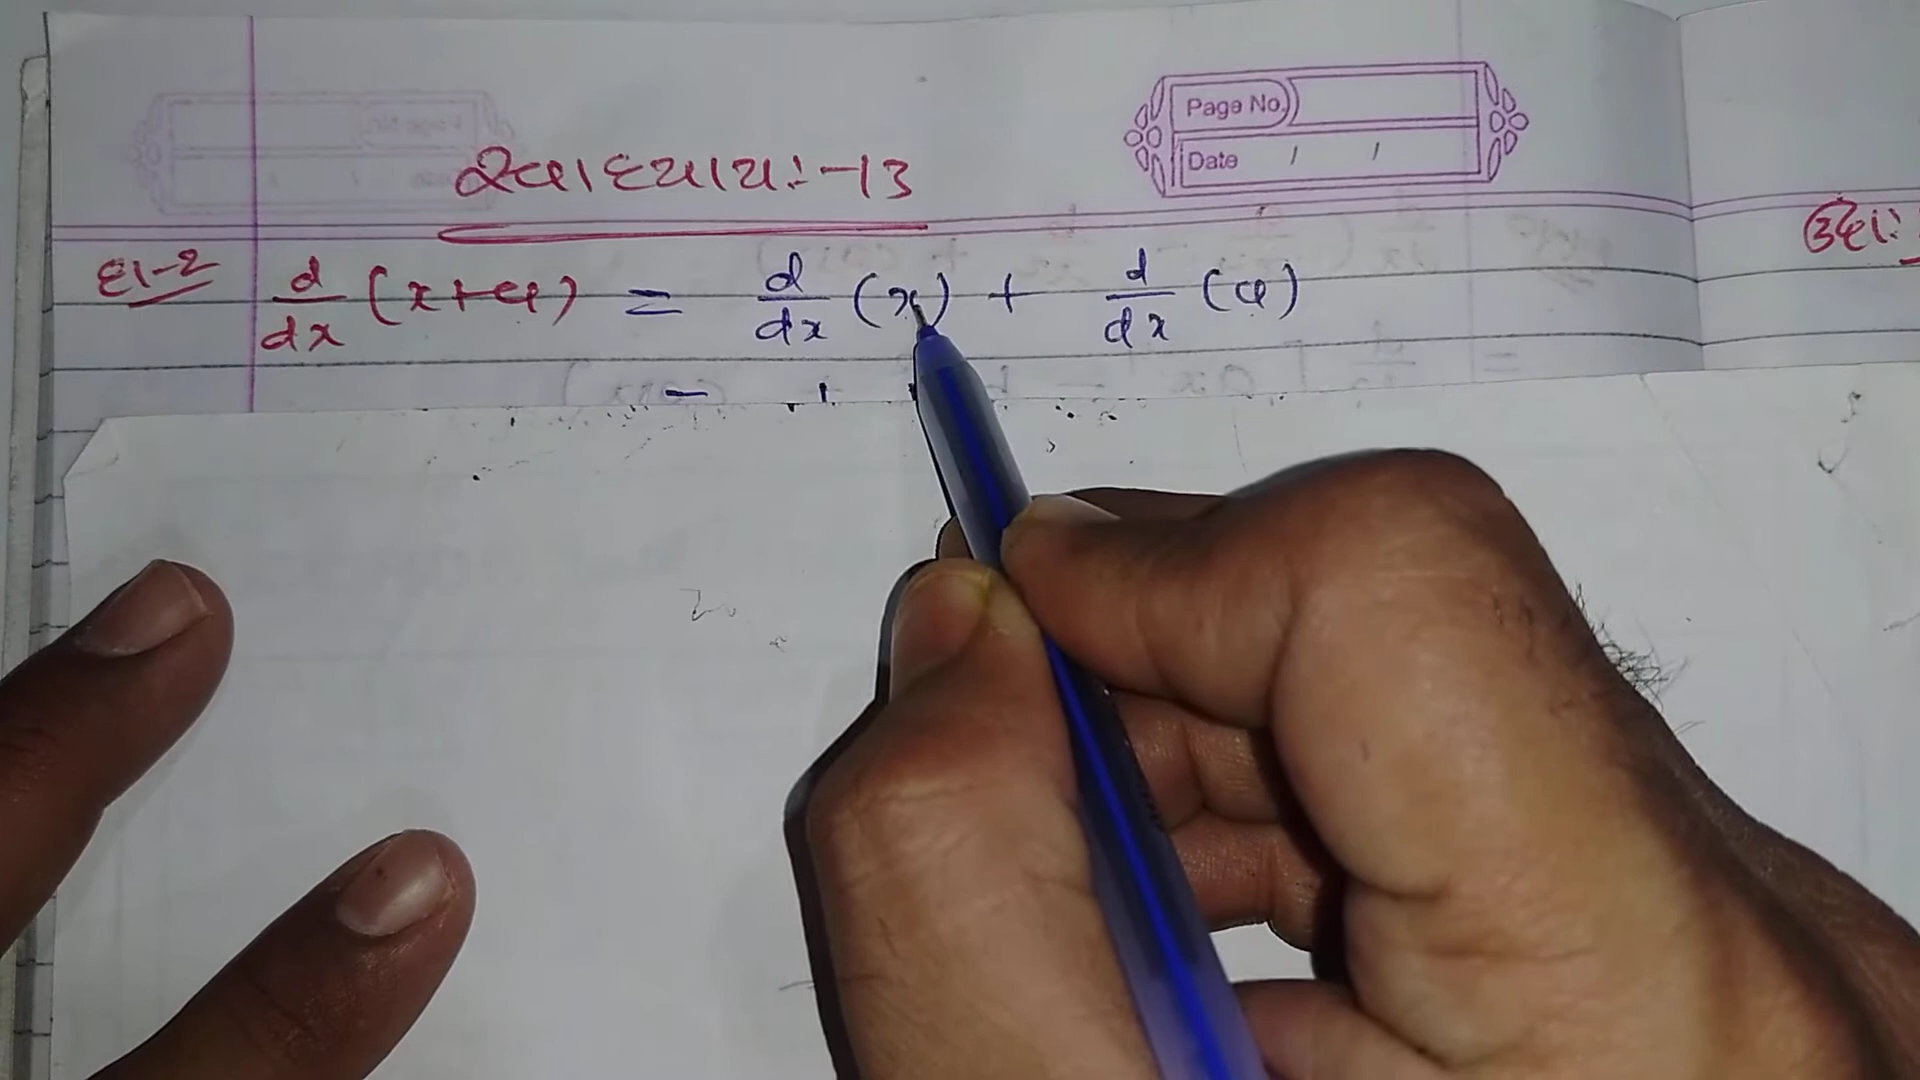 Page No.
Date / /
સ્વાધ્યાય:-13
દા-2 d/dx (x+a) = d/dx (x) + d/dx (a)